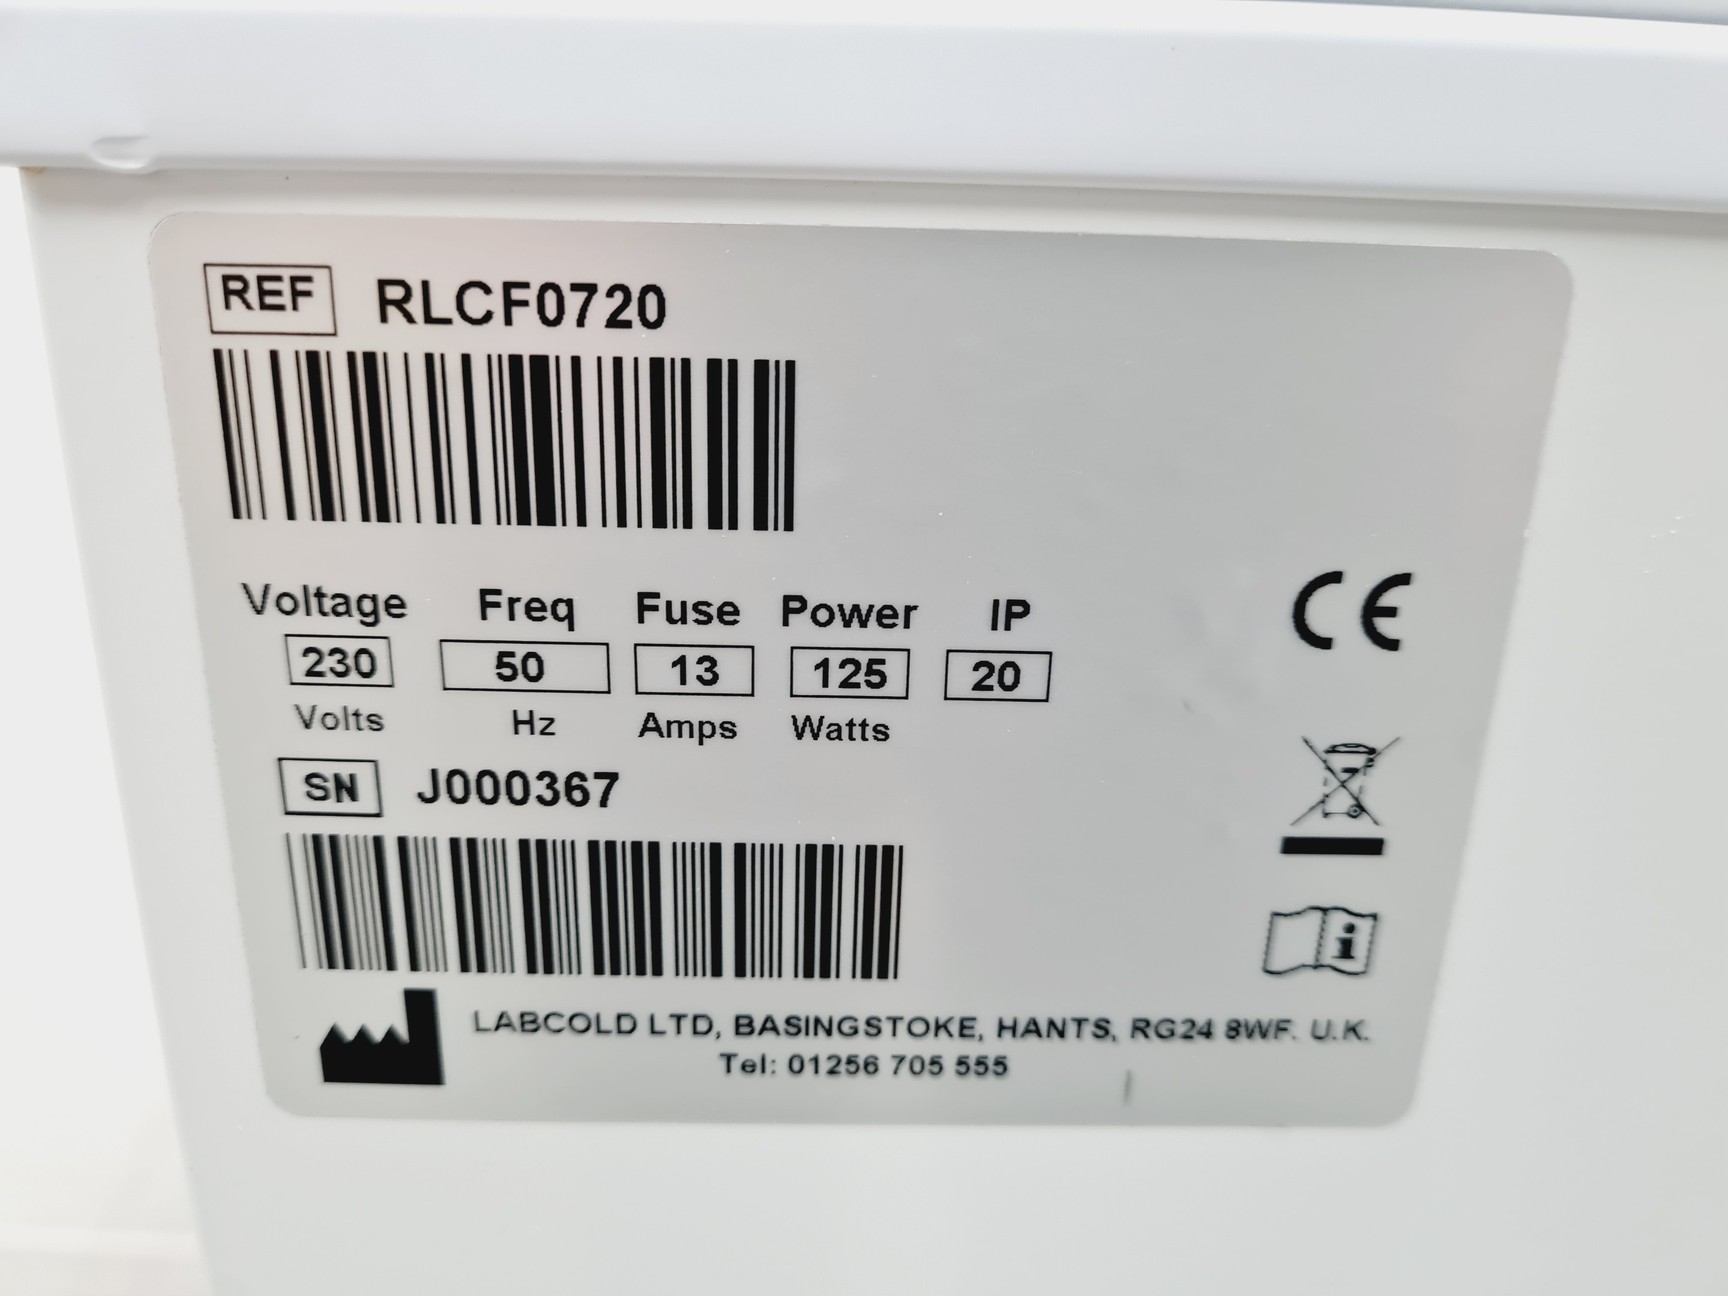 REF RLCF0720
Voltage Freq Fuse Power IP
230 50 13 125 20
Volts Hz Amps Watts
SN J000367
LABCOLD LTD, BASINGSTOKE, HANTS, RG24 8WF. U.K.
Tel: 01256 705 555
CE
i